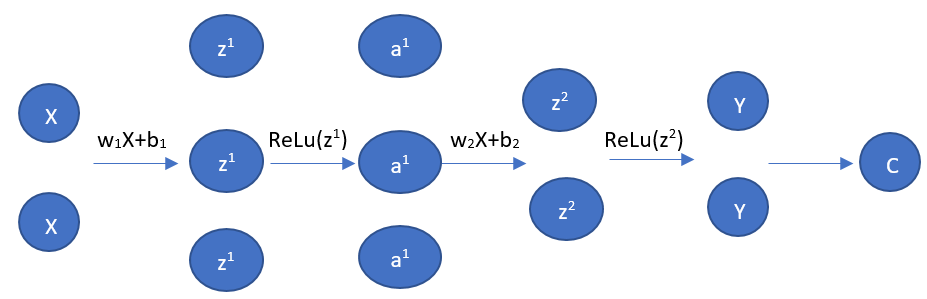 X
X
w₁X+b₁
z¹
z¹
z¹
ReLu(z¹)
a¹
a¹
a¹
w₂X+b₂
z²
z²
ReLu(z²)
Y
Y
C